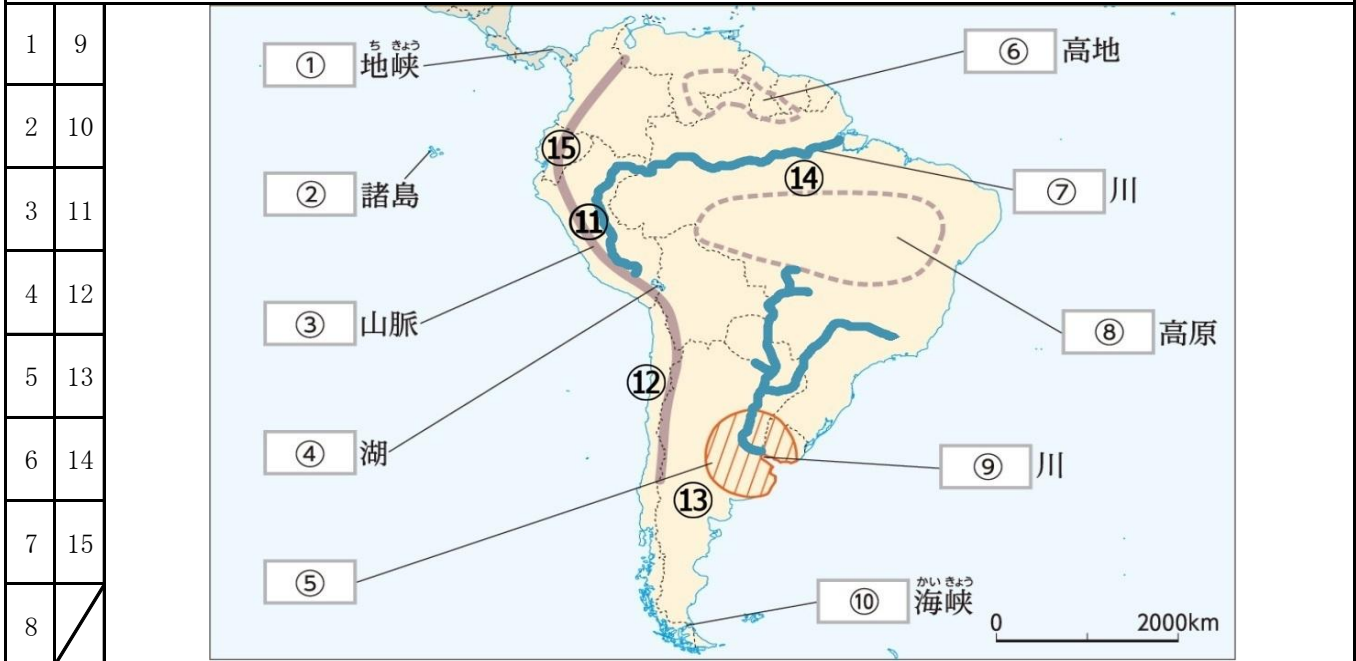 1 9
2 10
3 11
4 12
5 13
6 14
7 15
8
① 地峡
ち きょう
② 諸島
③ 山脈
④ 湖
⑤
⑥ 高地
⑦ 川
⑧ 高原
⑨ 川
⑩ 海峡
かい きょう
⑮
⑭
⑪
⑫
⑬
0 2000km